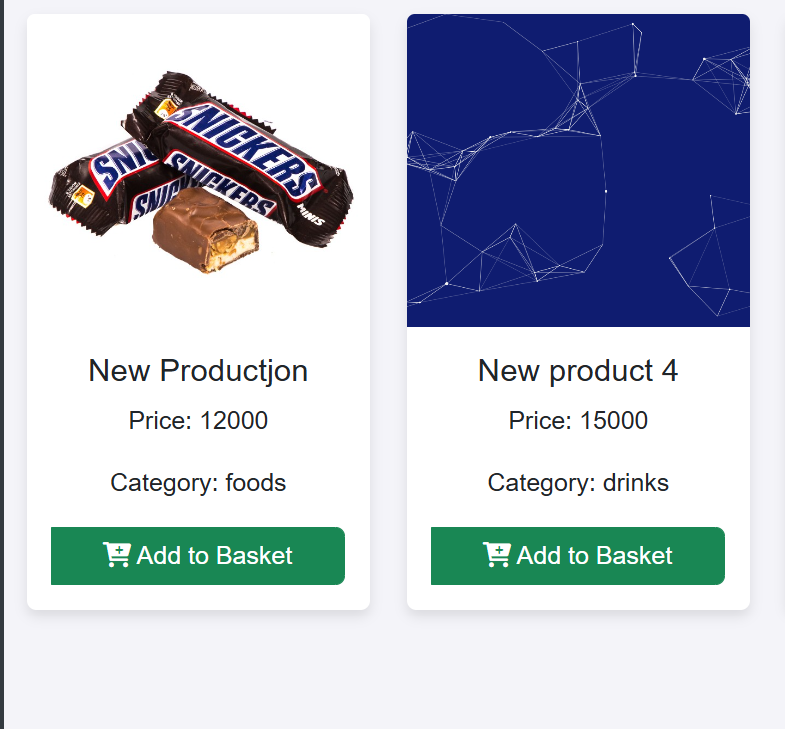 SNICKERS
SNICKERS
MINIS
New Productjon
Price: 12000
Category: foods
Add to Basket
New product 4
Price: 15000
Category: drinks
Add to Basket